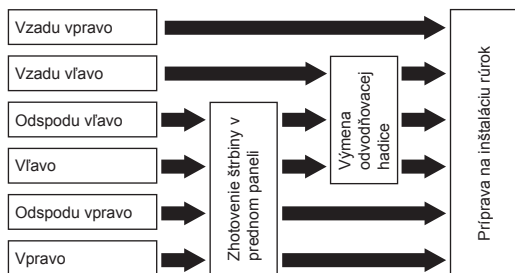 Vzadu vpravo
Vzadu vľavo
Odspodu vľavo
Vľavo
Odspodu vpravo
Vpravo
Zhotovenie štrbiny v
prednom paneli
Výmena
odvodňovacej
hadice
Príprava na inštaláciu rúrok